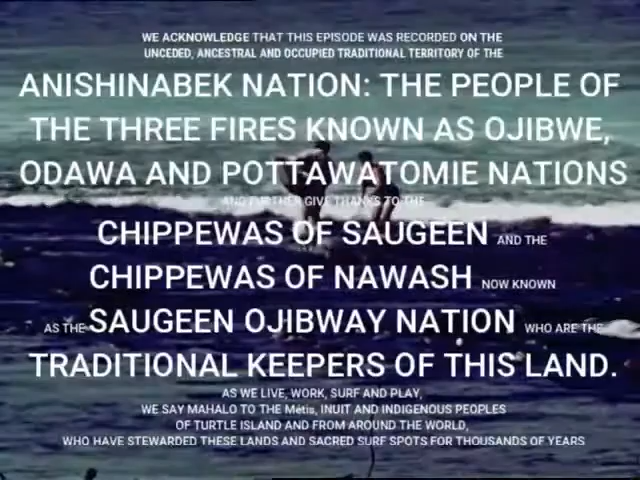 WE ACKNOWLEDGE THAT THIS EPISODE WAS RECORDED ON THE
UNCEDED, ANCESTRAL AND OCCUPIED TRADITIONAL TERRITORY OF THE
ANISHINABEK NATION: THE PEOPLE OF
THE THREE FIRES KNOWN AS OJIBWE,
ODAWA AND POTTAWATOMIE NATIONS
AND FURTHER GIVE THANKS TO THE
CHIPPEWAS OF SAUGEEN AND THE
CHIPPEWAS OF NAWASH NOW KNOWN
AS THE SAUGEEN OJIBWAY NATION WHO ARE THE
TRADITIONAL KEEPERS OF THIS LAND.
AS WE LIVE, WORK, SURF AND PLAY,
WE SAY MAHALO TO THE Métis, INUIT AND INDIGENOUS PEOPLES
OF TURTLE ISLAND AND FROM AROUND THE WORLD,
WHO HAVE STEWARDED THESE LANDS AND SACRED SURF SPOTS FOR THOUSANDS OF YEARS